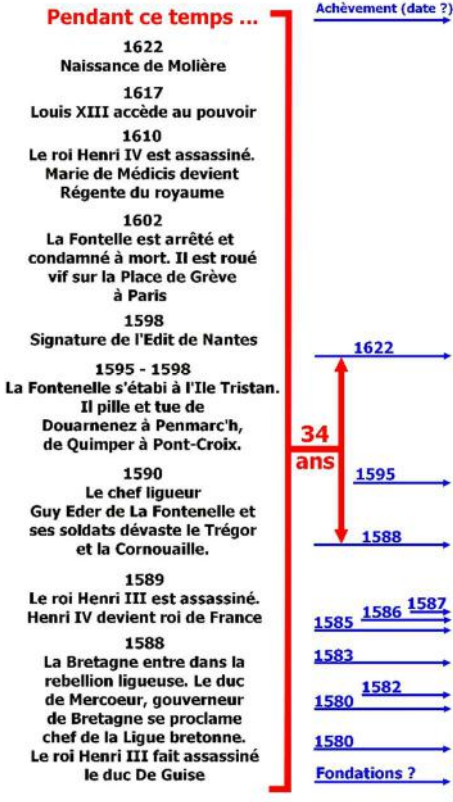 Pendant ce temps ...
1622
Naissance de Molière
1617
Louis XIII accède au pouvoir
1610
Le roi Henri IV est assassiné.
Marie de Médicis devient
Régente du royaume
1602
La Fontelle est arrêté et
condamné à mort. Il est roué
vif sur la Place de Grève
à Paris
1598
Signature de l'Edit de Nantes
1595 - 1598
La Fontenelle s'étabi à l'Ile Tristan.
Il pille et tue de
Douarnenez à Penmarc'h,
de Quimper à Pont-Croix.
1590
Le chef ligueur
Guy Eder de La Fontenelle et
ses soldats dévaste le Trégor
et la Cornouaille.
1589
Le roi Henri III est assassiné.
Henri IV devient roi de France
1588
La Bretagne entre dans la
rebellion ligueuse. Le duc
de Mercoeur, gouverneur
de Bretagne se proclame
chef de la Ligue bretonne.
Le roi Henri III fait assassiné
le duc De Guise
Achèvement (date ?)
1622
34
ans
1595
1588
1587
1586
1585
1583
1582
1580
1580
Fondations ?